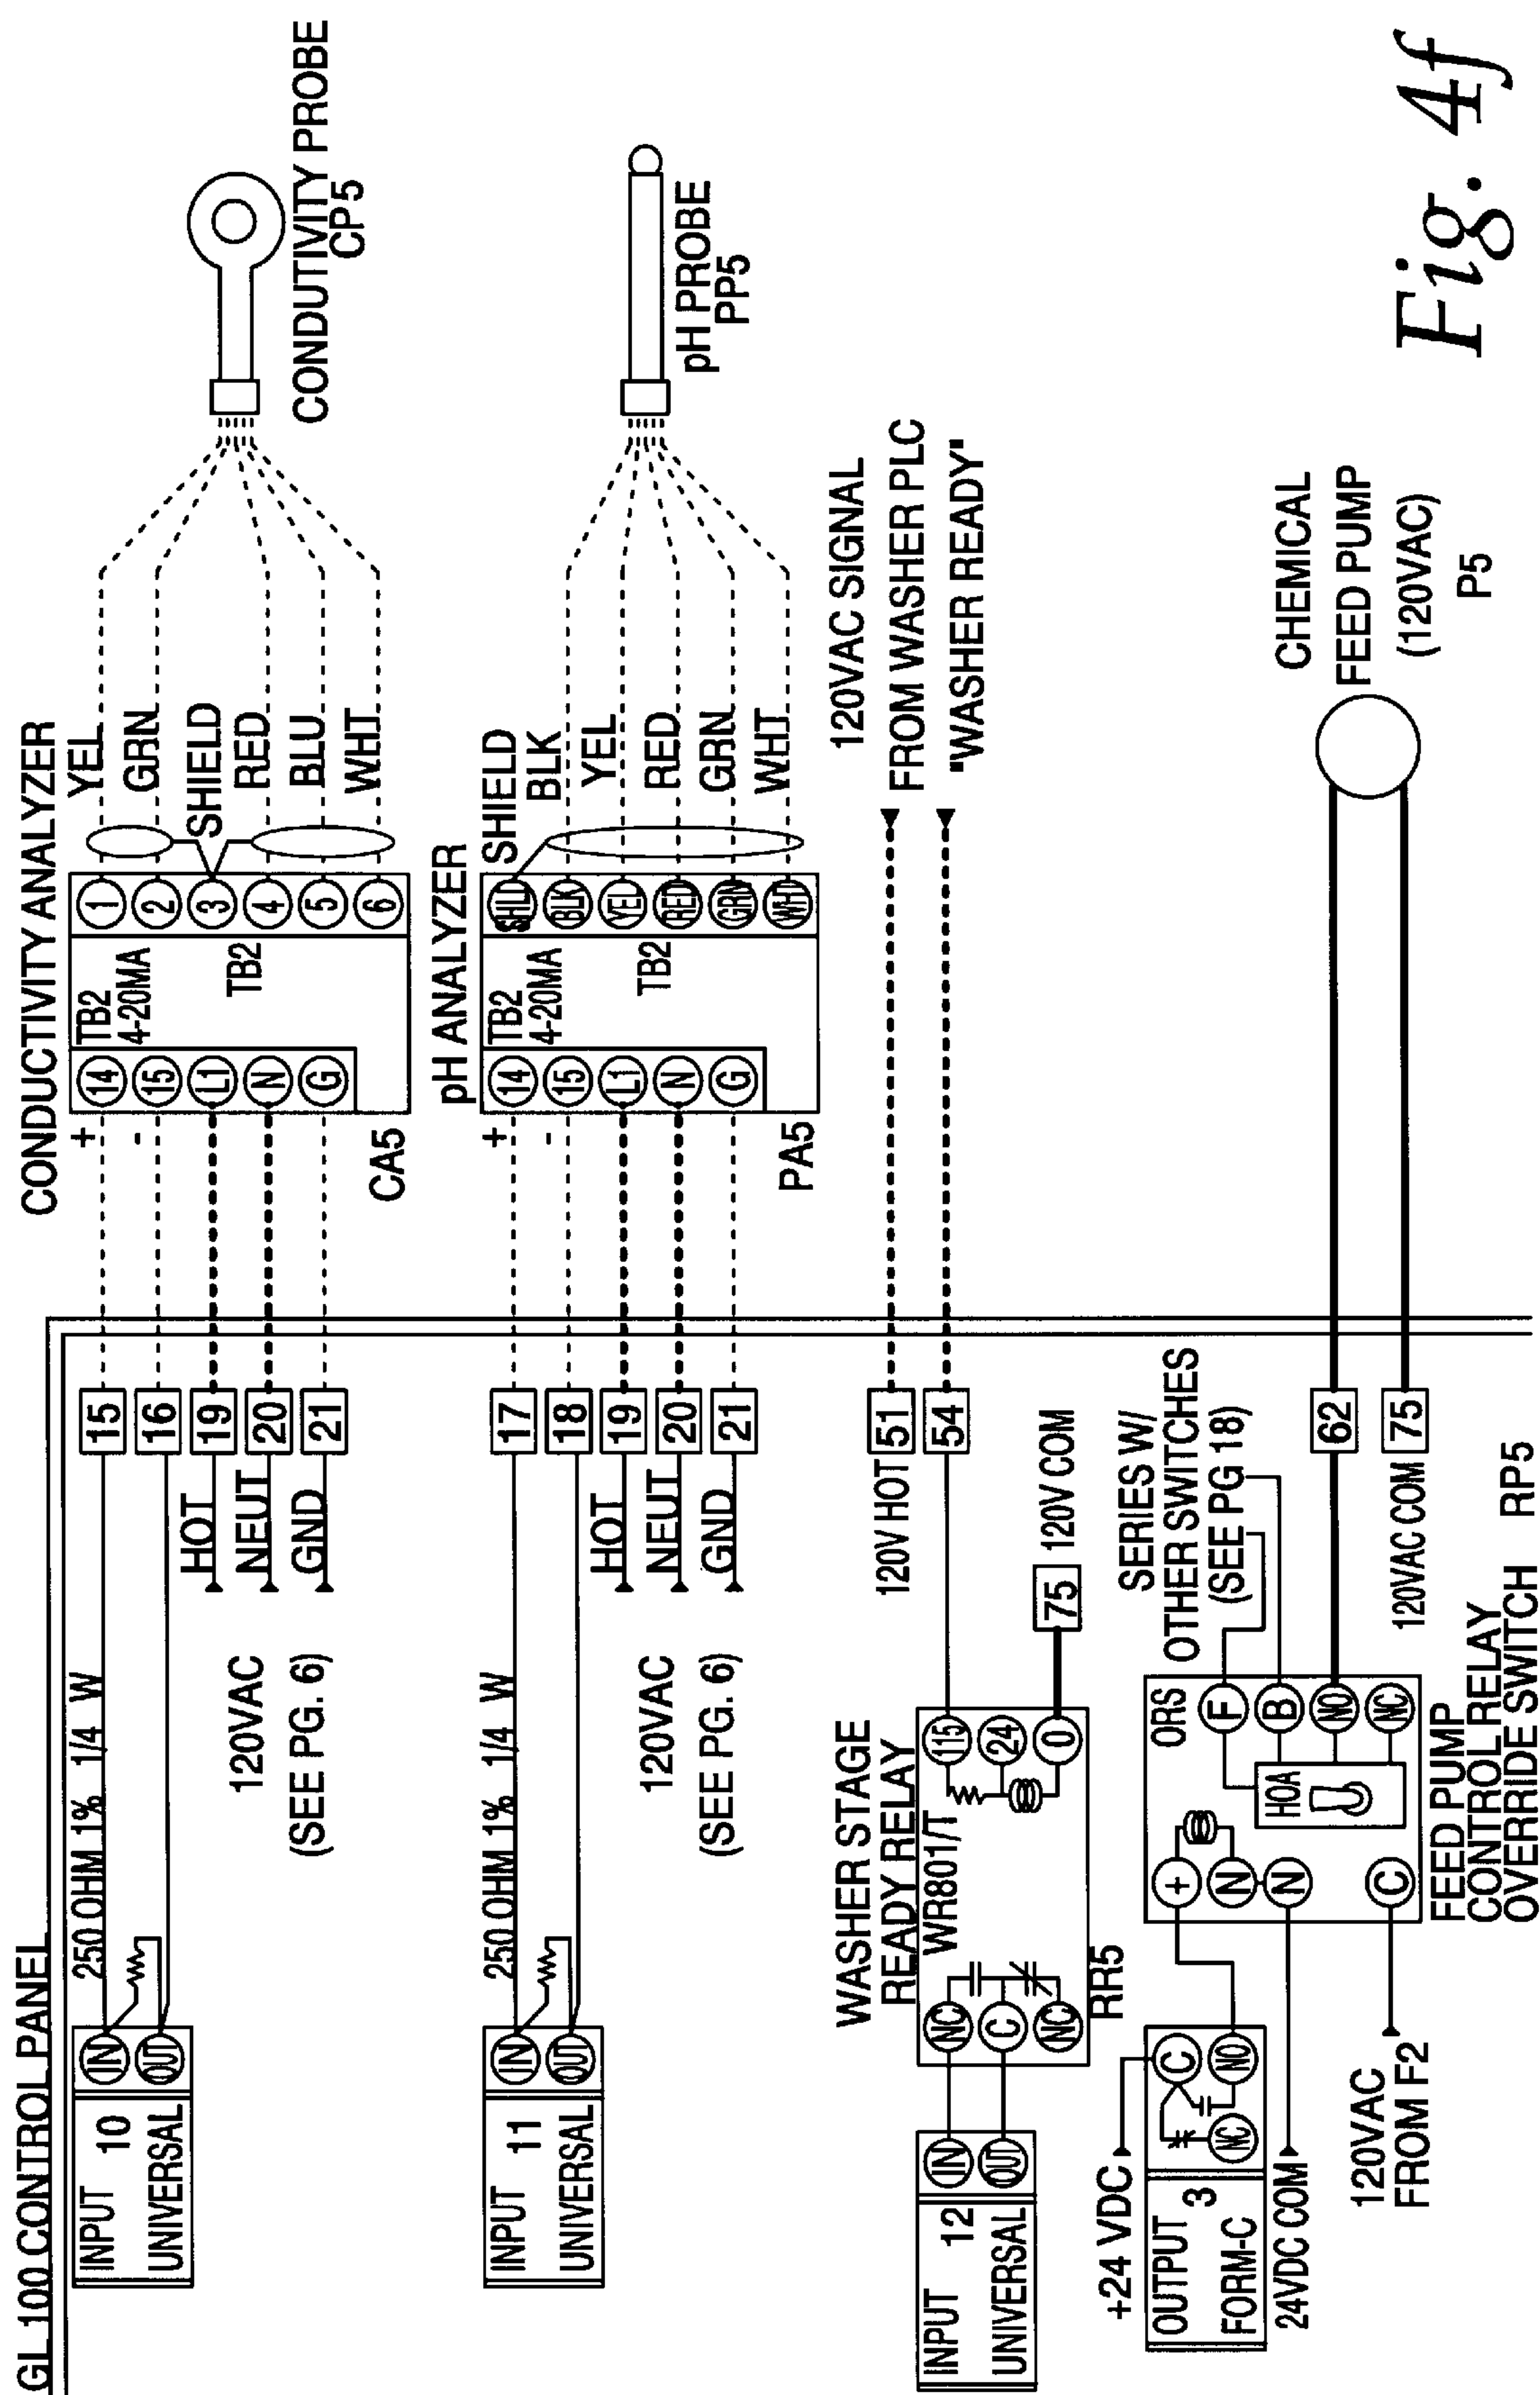 GL 100 CONTROL PANEL
INPUT 10
UNIVERSAL
IN
OUT
250 OHM 1% 1/4 W
15
16
19
20
21
HOT
NEUT
GND
120VAC
(SEE PG. 6)
CONDUCTIVITY ANALYZER
+
-
14
15
L1
N
G
TB2
4-20MA
TB2
1
2
3
4
5
6
CA5
YEL
GRN
SHIELD
RED
BLU
WHT
CONDUTIVITY PROBE
CP5
INPUT 11
UNIVERSAL
IN
OUT
250 OHM 1% 1/4 W
17
18
19
20
21
HOT
NEUT
GND
120VAC
(SEE PG. 6)
pH ANALYZER
+
-
14
15
L1
N
G
TB2
4-20MA
TB2
SHLD
BLK
YEL
RED
GRN
WHT
PA5
SHIELD
BLK
YEL
RED
GRN
WHT
pH PROBE
PP5
INPUT 12
UNIVERSAL
IN
OUT
WASHER STAGE
READY RELAY
WR801/T
NC
C
NC
115
24
0
RR5
120V HOT
51
54
75
120V COM
120VAC SIGNAL
FROM WASHER PLC
"WASHER READY"
+24 VDC
OUTPUT 3
FORM-C
C
NO
NC
24VDC COM
120VAC
FROM F2
ORS
+
N
N
C
HOA
F
B
NO
NC
SERIES W/
OTHER SWITCHES
(SEE PG 18)
62
75
120VAC COM
FEED PUMP
CONTROL RELAY
OVERRIDE SWITCH RP5
CHEMICAL
FEED PUMP
(120VAC)
P5
Fig. 4f